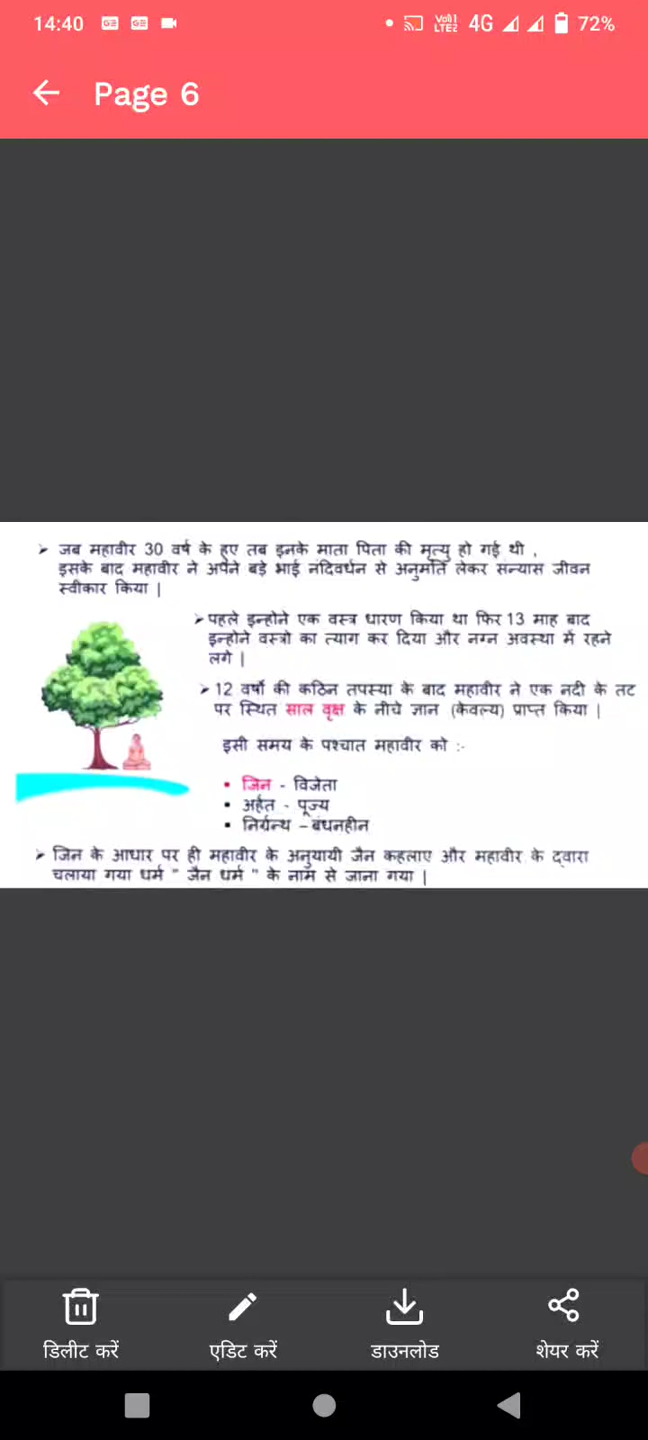 14:40
4G
72%
Page 6
➢ जब महावीर 30 वर्ष के हुए तब इनके माता पिता की मृत्यु हो गई थी ,
इसके बाद महावीर ने अपने बड़े भाई नंदिवर्धन से अनुमति लेकर सन्यास जीवन
स्वीकार किया |
➢ पहले इन्होने एक वस्त्र धारण किया था फिर 13 माह बाद
इन्होने वस्त्रो का त्याग कर दिया और नग्न अवस्था में रहने
लगे |
➢ 12 वर्षो की कठिन तपस्या के बाद महावीर ने एक नदी के तट
पर स्थित साल वृक्ष के नीचे ज्ञान (केवल्य) प्राप्त किया |
इसी समय के पश्चात महावीर को :-
▪ जिन - विजेता
▪ अर्हत - पूज्य
▪ निर्ग्रन्थ – बंधनहीन
➢ जिन के आधार पर ही महावीर के अनुयायी जैन कहलाए और महावीर के द्वारा
चलाया गया धर्म " जैन धर्म " के नाम से जाना गया |
डिलीट करें एडिट करें डाउनलोड शेयर करें